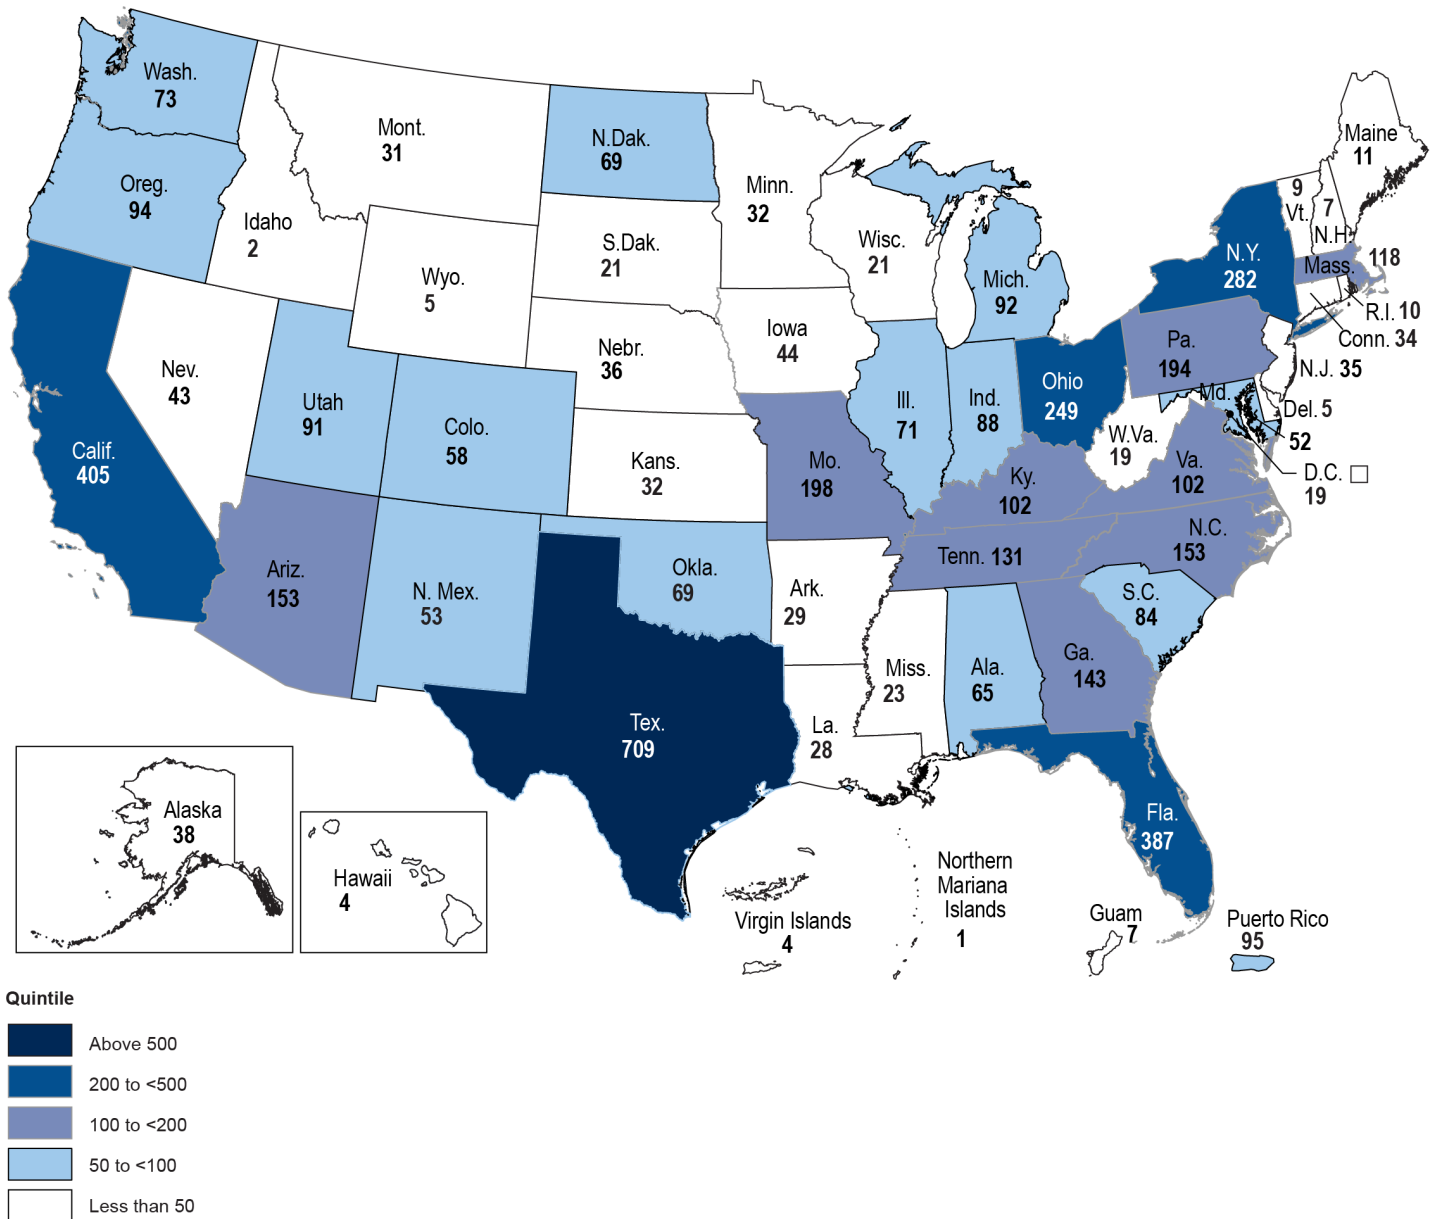 Wash.
73
Oreg.
94
Calif.
405
Idaho
2
Nev.
43
Mont.
31
Wyo.
5
Utah
91
Colo.
58
Ariz.
153
N. Mex.
53
N.Dak.
69
S.Dak.
21
Nebr.
36
Kans.
32
Okla.
69
Tex.
709
Minn.
32
Iowa
44
Mo.
198
Ark.
29
La.
28
Wisc.
21
Ill.
71
Mich.
92
Ind.
88
Ohio
249
Ky.
102
Tenn. 131
Miss.
23
Ala.
65
Ga.
143
Fla.
387
S.C.
84
N.C.
153
Va.
102
W.Va.
19
Pa.
194
N.Y.
282
9
Vt.
7
N.H.
Maine
11
118
Mass.
R.I. 10
Conn. 34
N.J. 35
Del. 5
Md.
52
D.C.
19
Alaska
38
Hawaii
4
Virgin Islands
4
Northern
Mariana
Islands
1
Guam
7
Puerto Rico
95
Quintile
Above 500
200 to <500
100 to <200
50 to <100
Less than 50